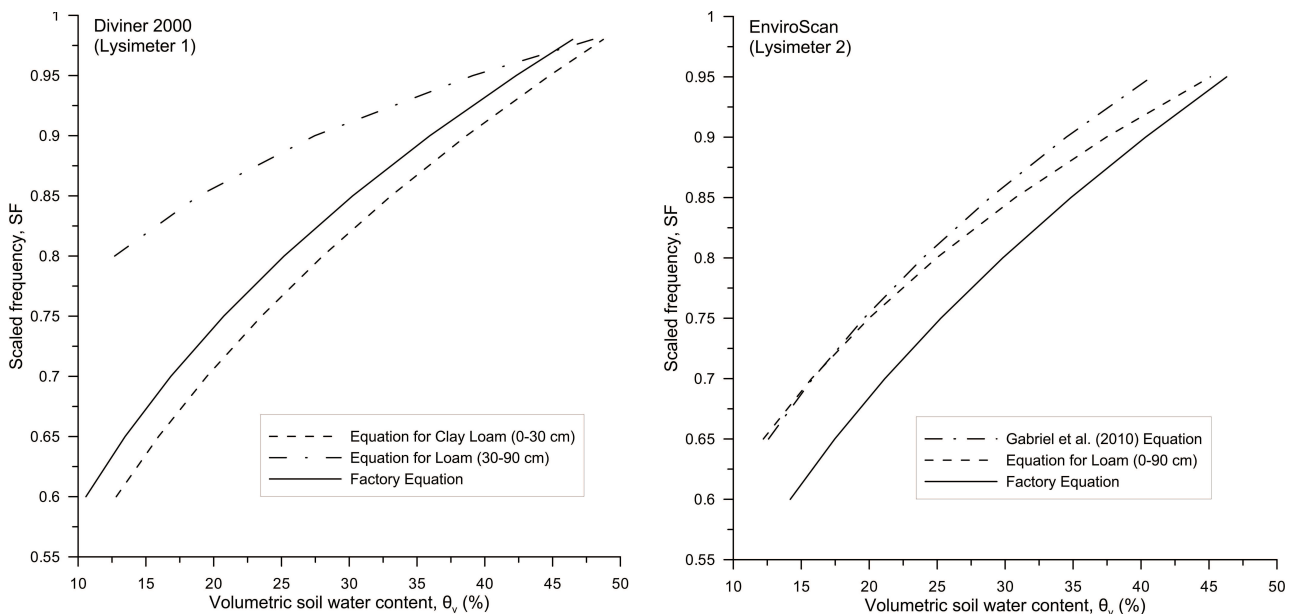 Diviner 2000
(Lysimeter 1)
Scaled frequency, SF
1
0.95
0.9
0.85
0.8
0.75
0.7
0.65
0.6
0.55
Equation for Clay Loam (0-30 cm)
Equation for Loam (30-90 cm)
Factory Equation
10 15 20 25 30 35 40 45 50
Volumetric soil water content, θv (%)
EnviroScan
(Lysimeter 2)
Scaled frequency, SF
1
0.95
0.9
0.85
0.8
0.75
0.7
0.65
0.6
0.55
Gabriel et al. (2010) Equation
Equation for Loam (0-90 cm)
Factory Equation
10 15 20 25 30 35 40 45 50
Volumetric soil water content, θv (%)